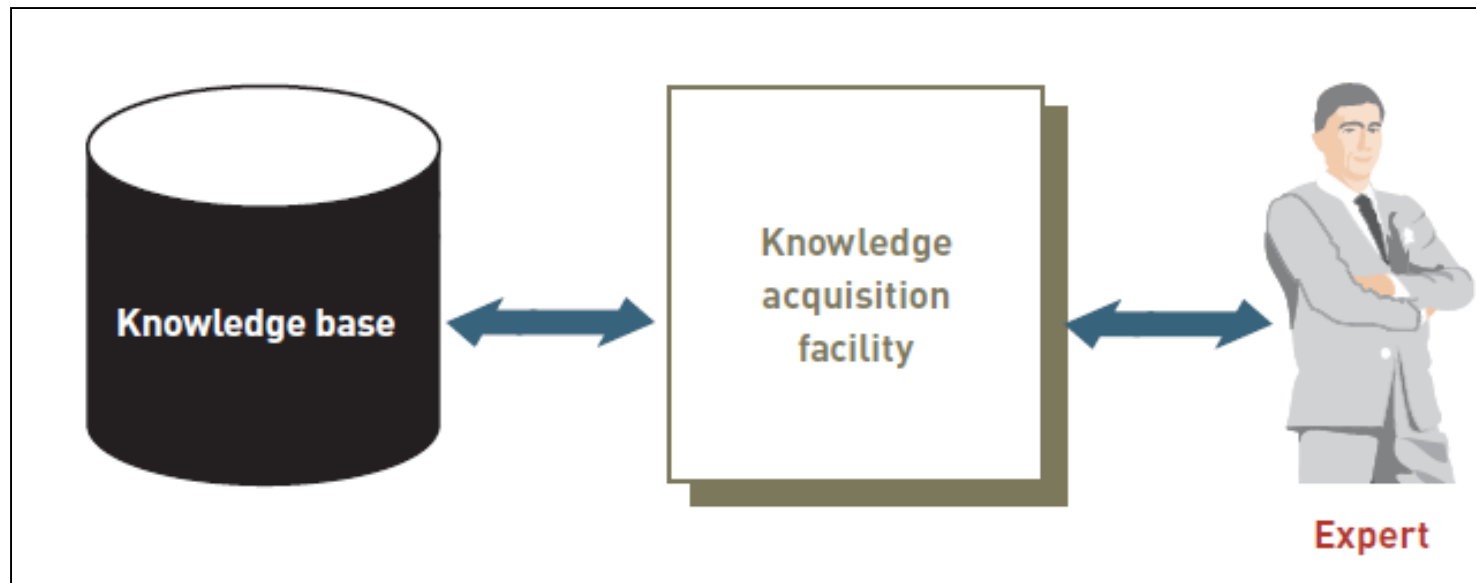 Knowledge base
Knowledge
acquisition
facility
Expert